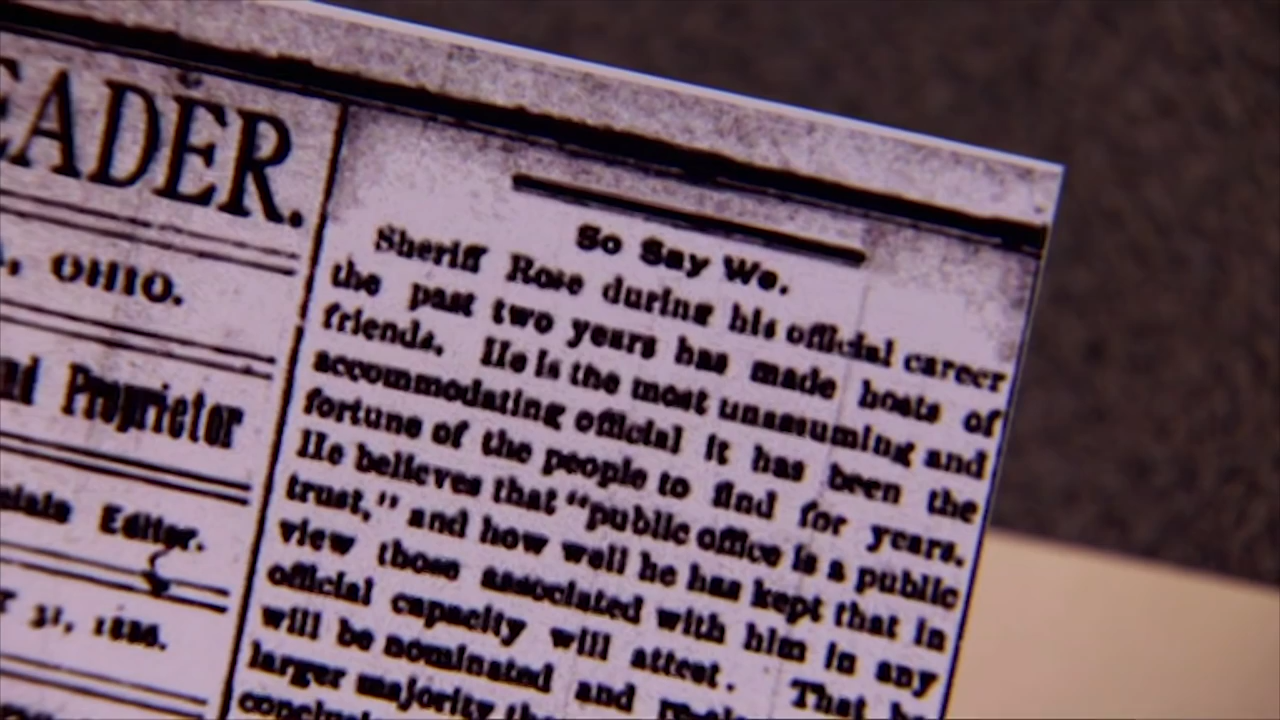 EADER.
, OHIO.
nd Proprietor
ciate Editor.
31, 1886.
So Say We.
Sheriff Rose during his official career
the past two years has made hosts of
friends. He is the most unassuming and
accommodating official it has been the
fortune of the people to find for years.
He believes that "public office is a public
trust," and how well he has kept that in
view those associated with him in any
official capacity will attest. That he
will be nominated and
larger majority